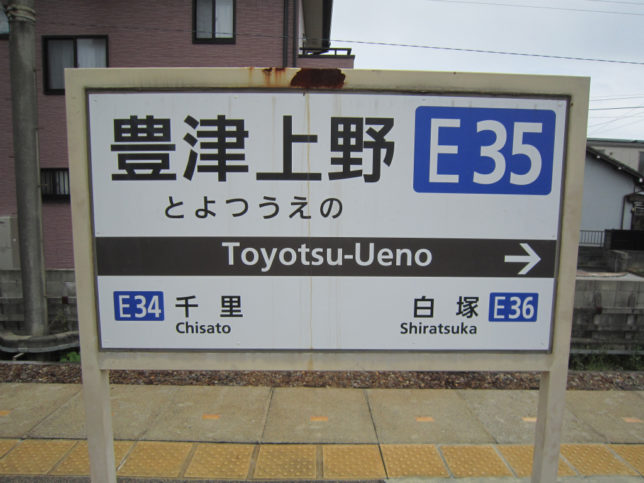 豊津上野 E35
とよつうえの
Toyotsu-Ueno →
E34 千里 白塚 E36
Chisato Shiratsuka